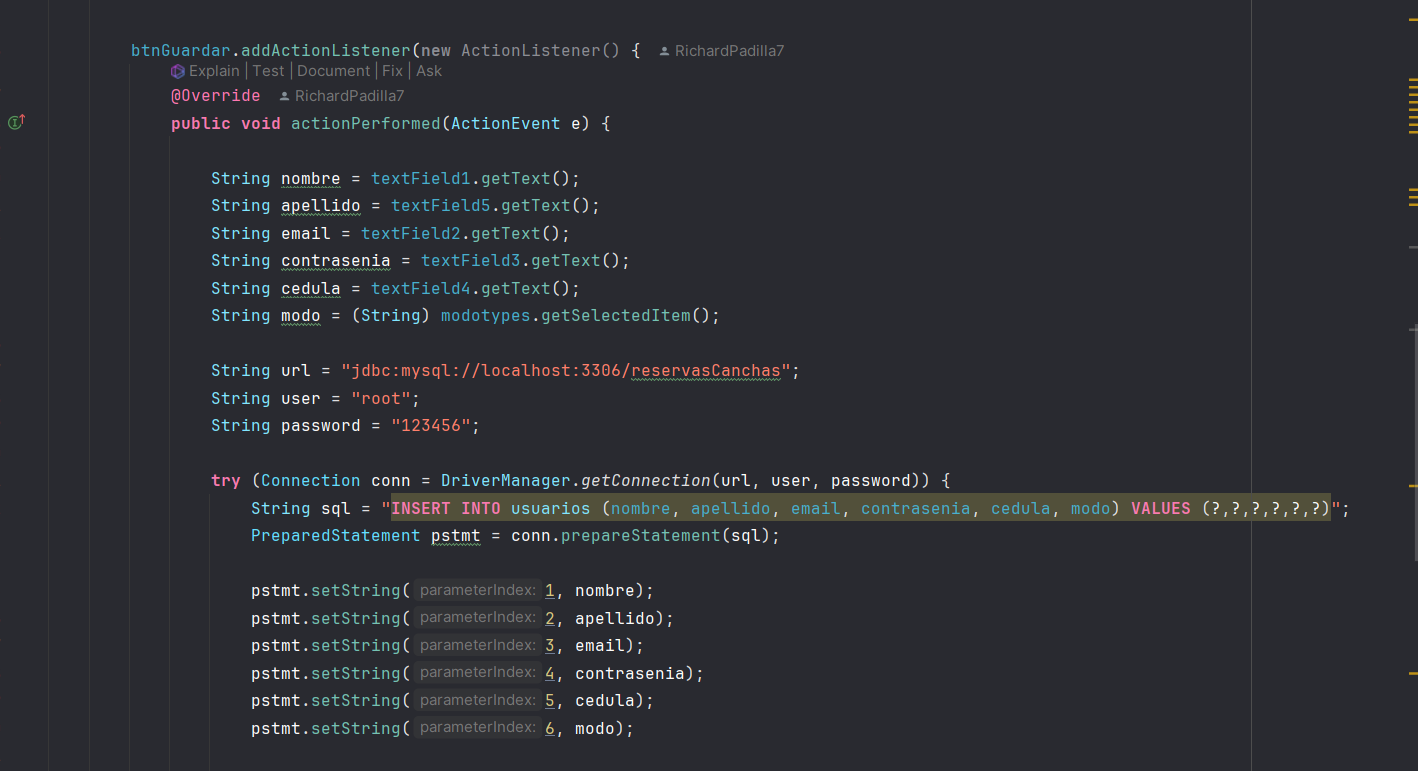 btnGuardar.addActionListener(new ActionListener() { RichardPadilla7
Explain | Test | Document | Fix | Ask
@Override RichardPadilla7
public void actionPerformed(ActionEvent e) {
String nombre = textField1.getText();
String apellido = textField5.getText();
String email = textField2.getText();
String contrasenia = textField3.getText();
String cedula = textField4.getText();
String modo = (String) modotypes.getSelectedItem();
String url = "jdbc:mysql://localhost:3306/reservasCanchas";
String user = "root";
String password = "123456";
try (Connection conn = DriverManager.getConnection(url, user, password)) {
String sql = "INSERT INTO usuarios (nombre, apellido, email, contrasenia, cedula, modo) VALUES (?,?,?,?,?,?)";
PreparedStatement pstmt = conn.prepareStatement(sql);
pstmt.setString( parameterIndex: 1, nombre);
pstmt.setString( parameterIndex: 2, apellido);
pstmt.setString( parameterIndex: 3, email);
pstmt.setString( parameterIndex: 4, contrasenia);
pstmt.setString( parameterIndex: 5, cedula);
pstmt.setString( parameterIndex: 6, modo);